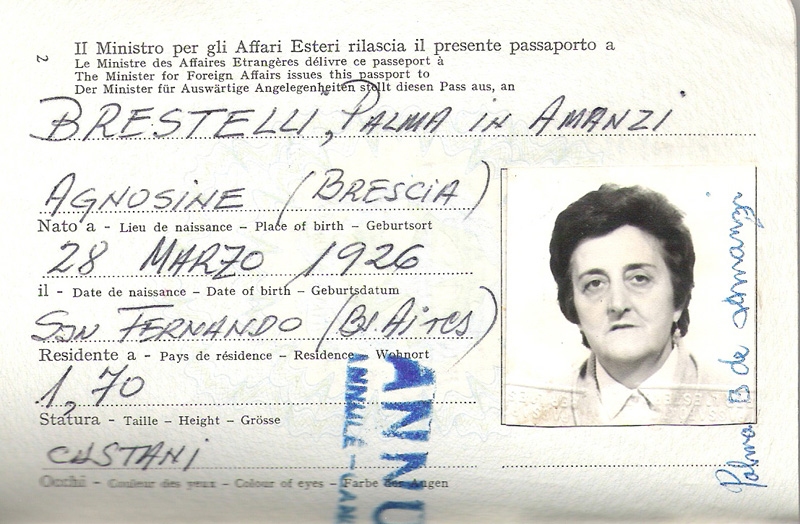 2
Il Ministro per gli Affari Esteri rilascia il presente passaporto a
Le Ministre des Affaires Etrangères délivre ce passeport à
The Minister for Foreign Affairs issues this passport to
Der Minister für Auswärtige Angelegenheiten stellt diesen Pass aus, an
BRESTELLI, PALMA IN AMANZI
AGNOSINE (BRESCIA)
Nato a - Lieu de naissance - Place of birth - Geburtsort
28 MARZO 1926
il - Date de naissance - Date of birth - Geburtsdatum
SAN FERNANDO (Bs. Aires)
Residente a - Pays de résidence - Residence - Wohnort
1,70
Statura - Taille - Height - Grösse
CASTANI
Occhi - Couleur des yeux - Colour of eyes - Farbe des Augen
ANNU
ANNULÉ - CAN
Palma B de Amanzi